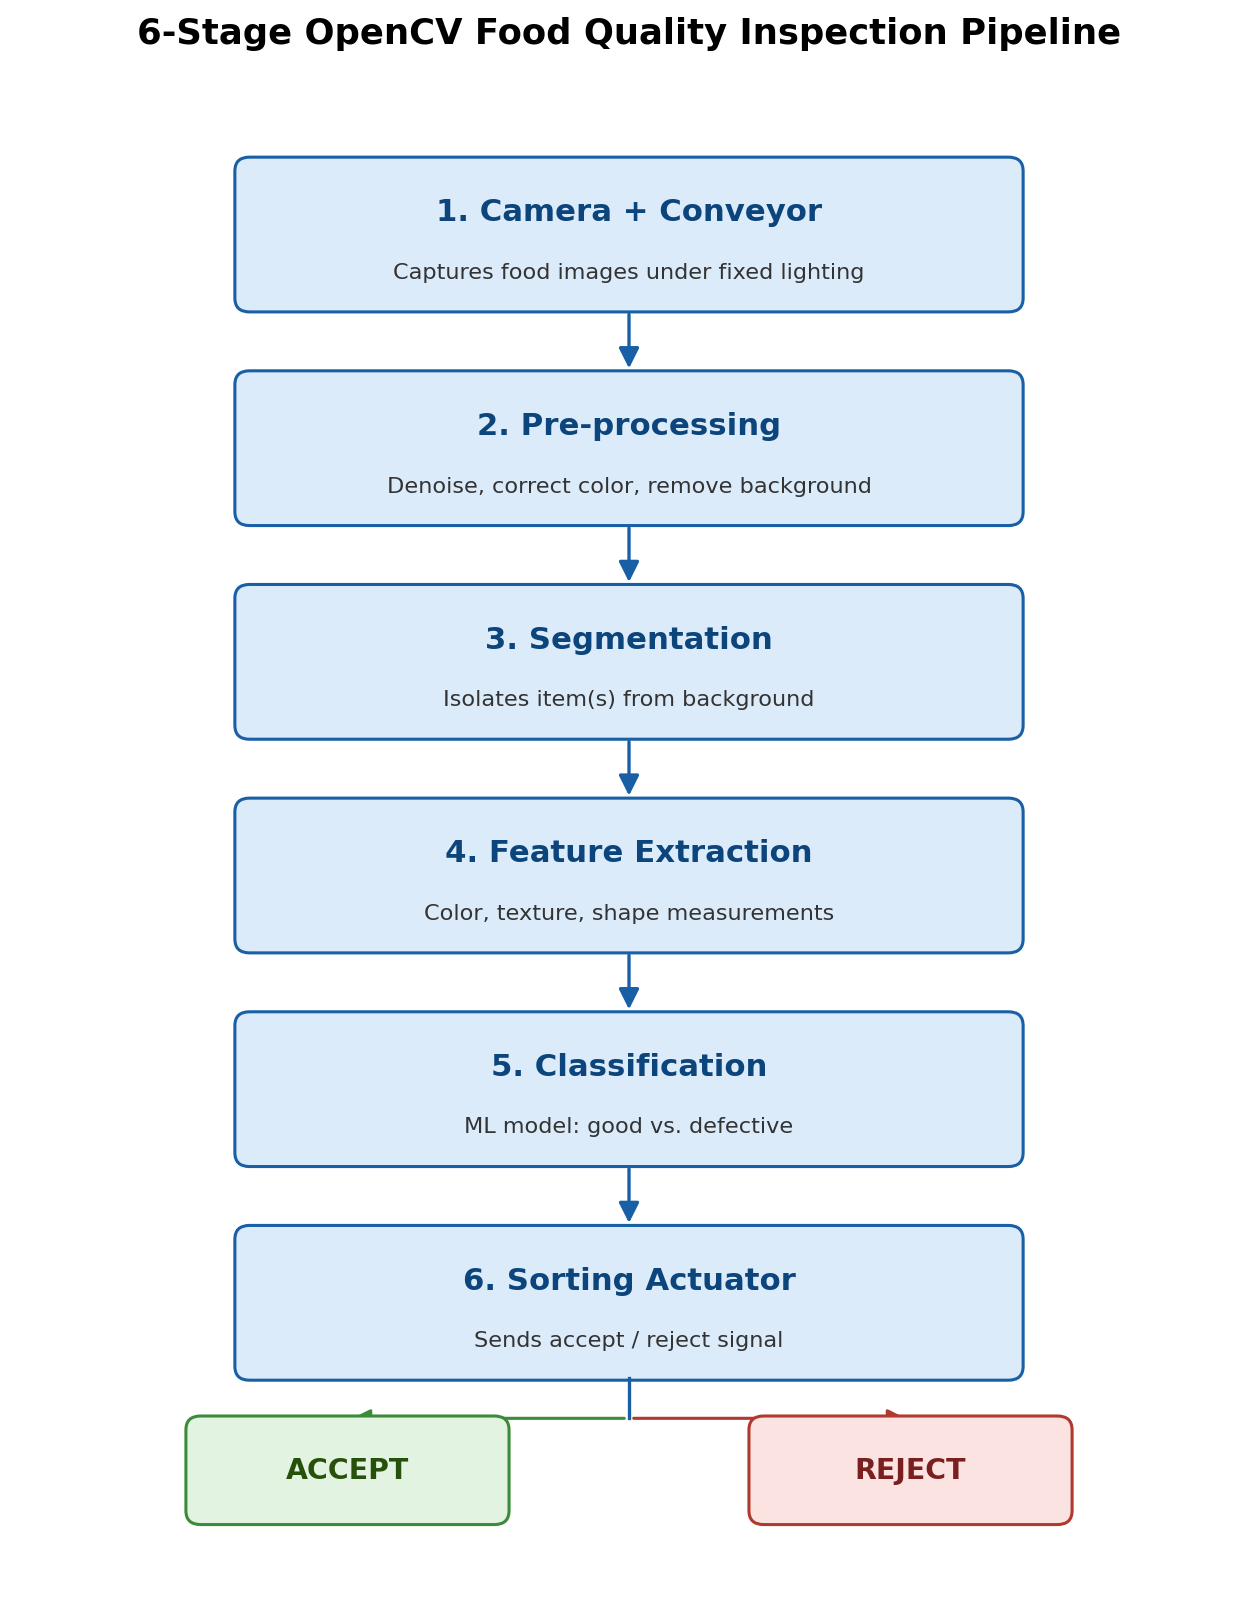 6-Stage OpenCV Food Quality Inspection Pipeline
1. Camera + Conveyor
Captures food images under fixed lighting
2. Pre-processing
Denoise, correct color, remove background
3. Segmentation
Isolates item(s) from background
4. Feature Extraction
Color, texture, shape measurements
5. Classification
ML model: good vs. defective
6. Sorting Actuator
Sends accept / reject signal
ACCEPT
REJECT